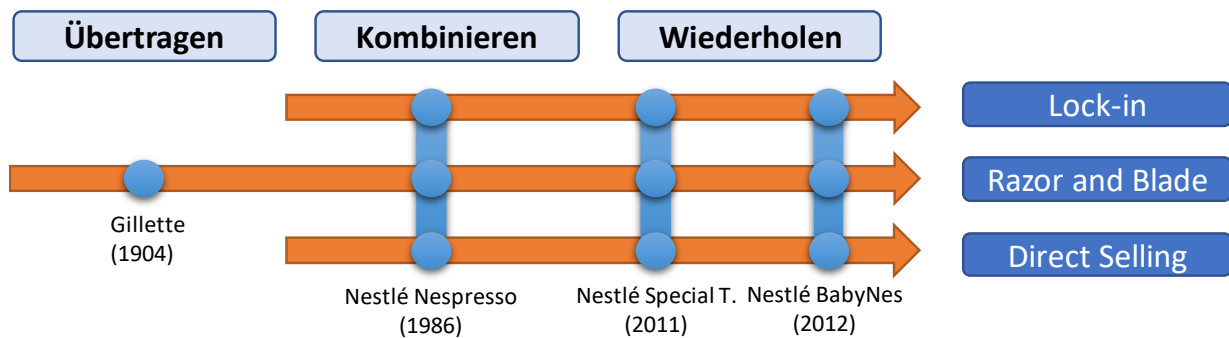 Übertragen
Kombinieren
Wiederholen
Lock-in
Razor and Blade
Direct Selling
Gillette
(1904)
Nestlé Nespresso
(1986)
Nestlé Special T.
(2011)
Nestlé BabyNes
(2012)